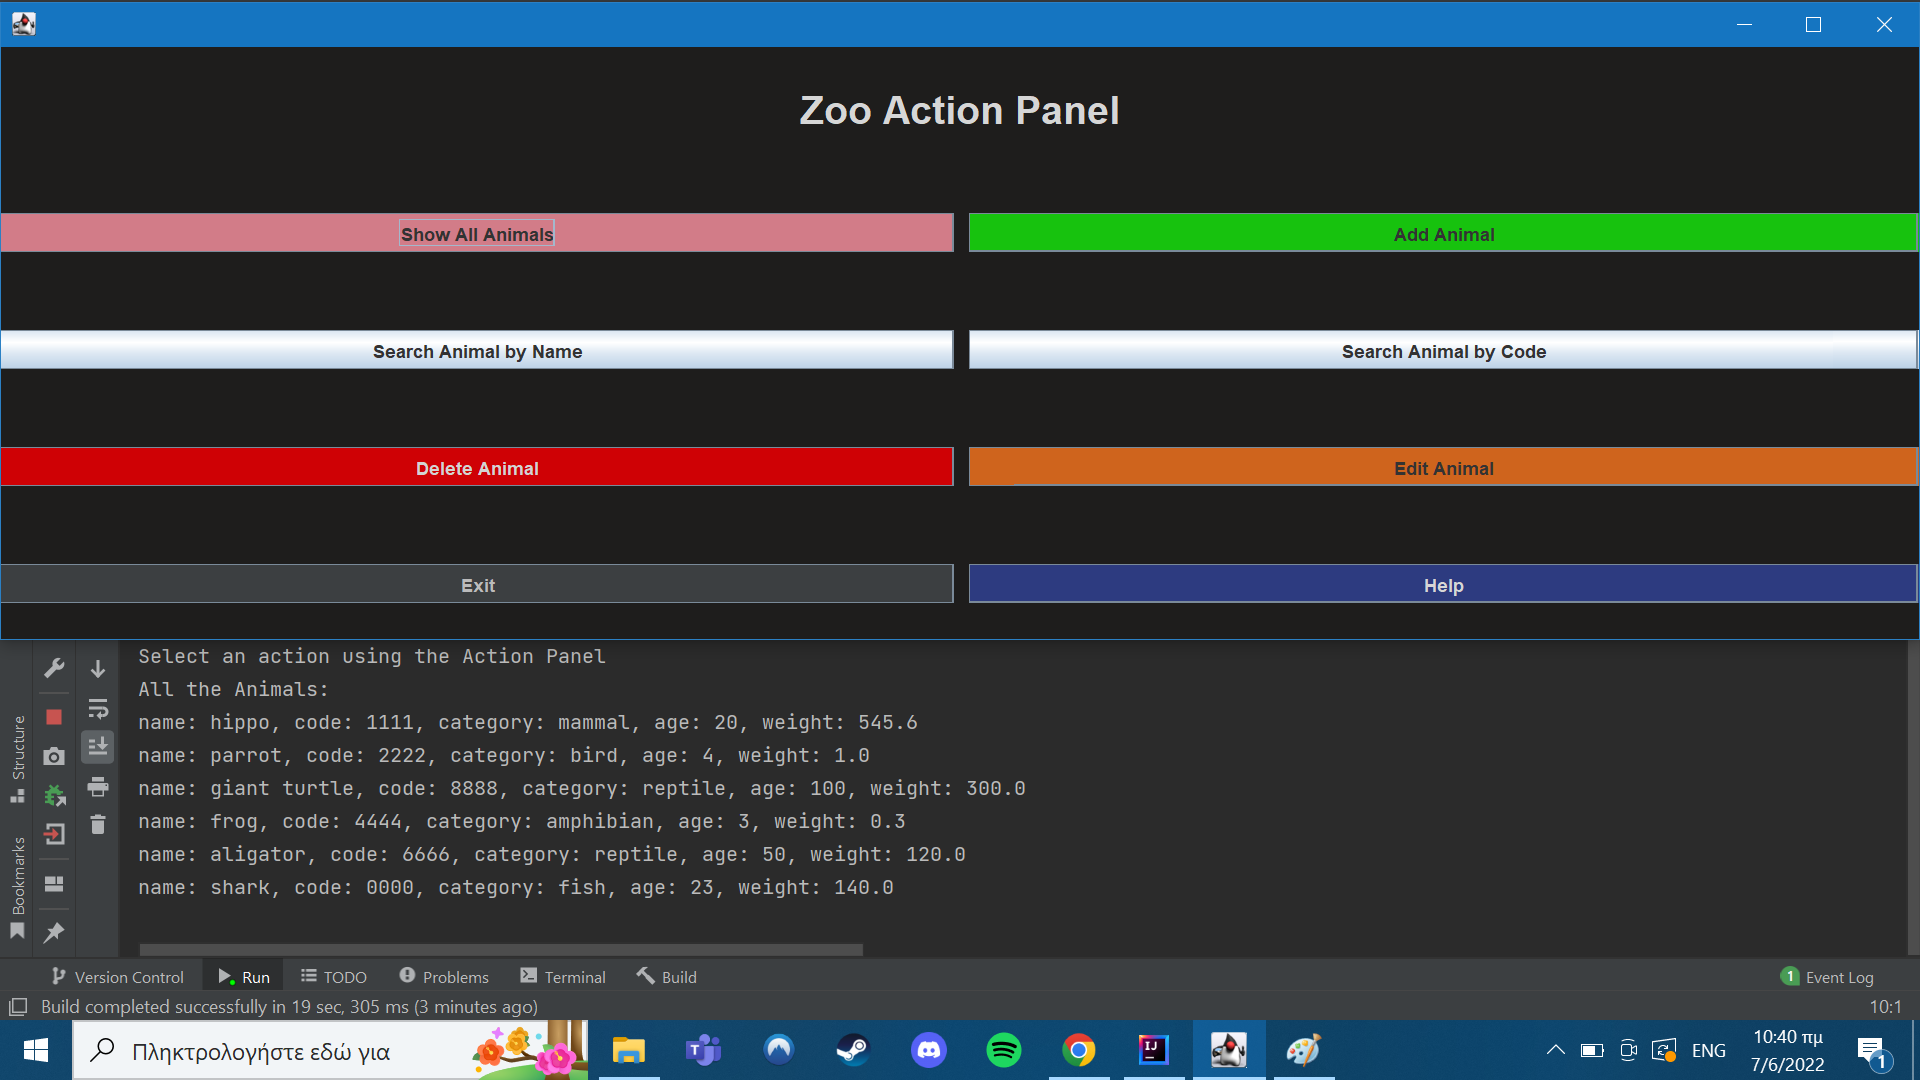 Zoo Action Panel
Show All Animals
Add Animal
Search Animal by Name
Search Animal by Code
Delete Animal
Edit Animal
Exit
Help
Select an action using the Action Panel
All the Animals:
name: hippo, code: 1111, category: mammal, age: 20, weight: 545.6
name: parrot, code: 2222, category: bird, age: 4, weight: 1.0
name: giant turtle, code: 8888, category: reptile, age: 100, weight: 300.0
name: frog, code: 4444, category: amphibian, age: 3, weight: 0.3
name: aligator, code: 6666, category: reptile, age: 50, weight: 120.0
name: shark, code: 0000, category: fish, age: 23, weight: 140.0
Structure
Bookmarks
Version Control
Run
TODO
Problems
Terminal
Build
1 Event Log
Build completed successfully in 19 sec, 305 ms (3 minutes ago)
10:1
Πληκτρολογήστε εδώ για
T
IJ
ENG
10:40 πμ
7/6/2022
1